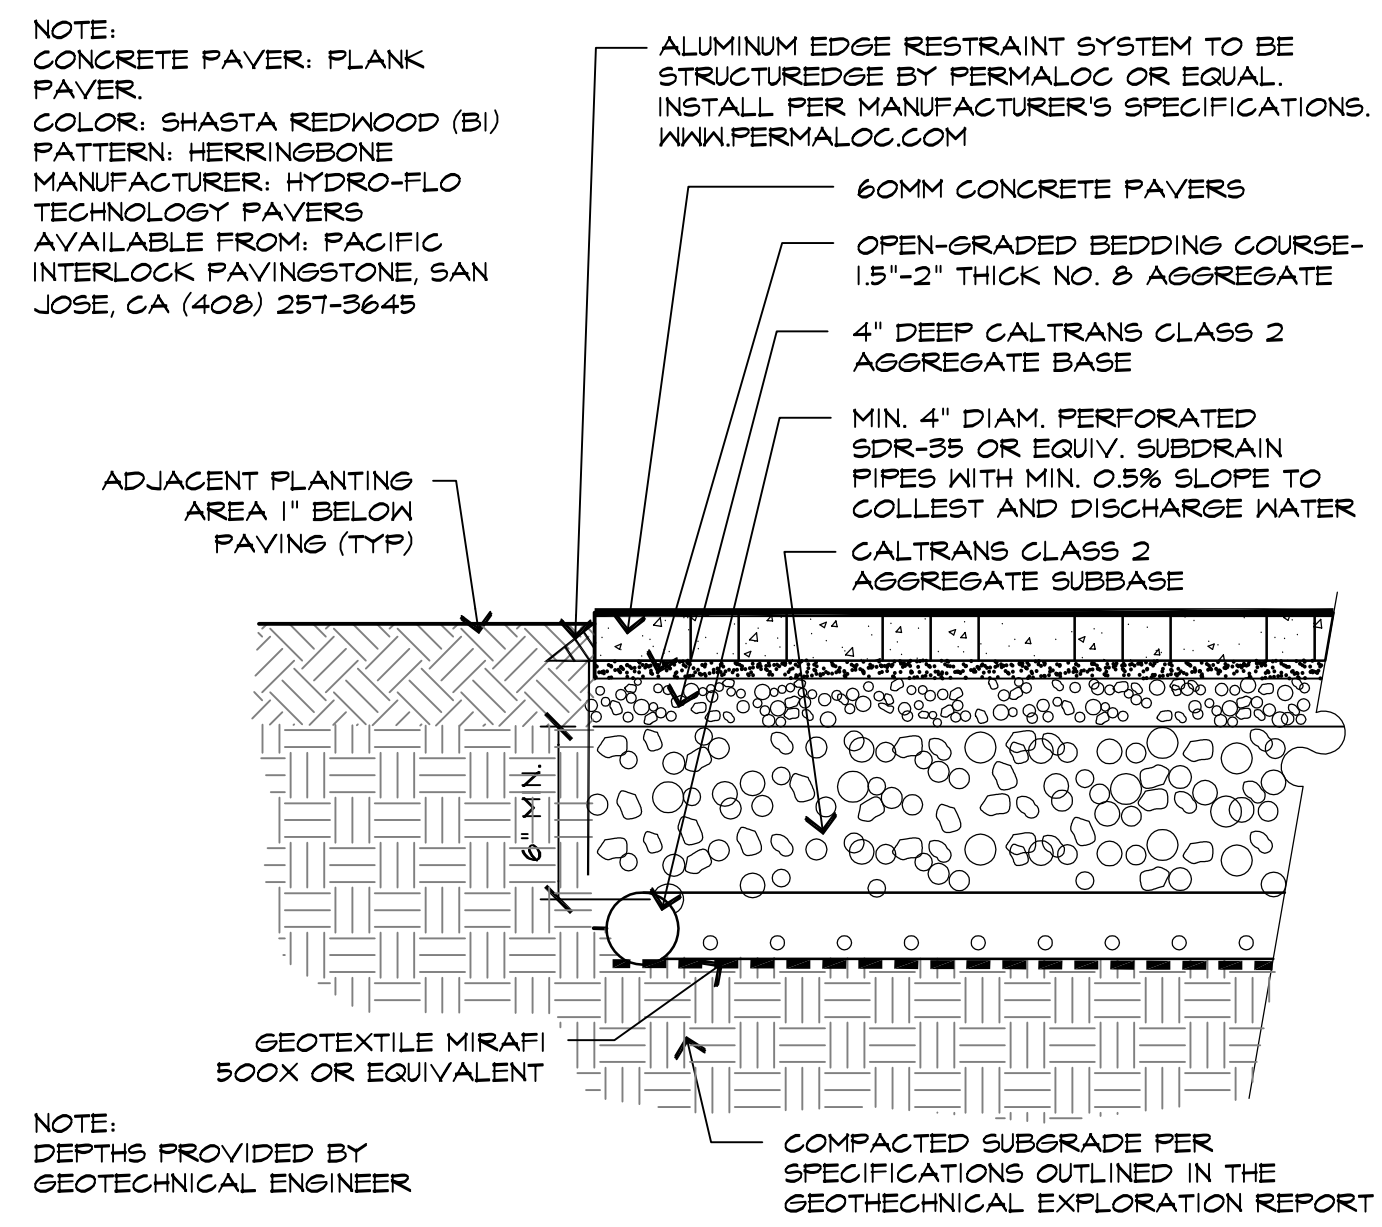 NOTE:
CONCRETE PAVER: PLANK
PAVER.
COLOR: SHASTA REDWOOD (B1)
PATTERN: HERRINGBONE
MANUFACTURER: HYDRO-FLO
TECHNOLOGY PAVERS
AVAILABLE FROM: PACIFIC
INTERLOCK PAVINGSTONE, SAN
JOSE, CA (408) 257-3645
ALUMINUM EDGE RESTRAINT SYSTEM TO BE
STRUCTUREDGE BY PERMALOC OR EQUAL.
INSTALL PER MANUFACTURER'S SPECIFICATIONS.
WWW.PERMALOC.COM
60MM CONCRETE PAVERS
OPEN-GRADED BEDDING COURSE-
1.5"-2" THICK NO. 8 AGGREGATE
4" DEEP CALTRANS CLASS 2
AGGREGATE BASE
MIN. 4" DIAM. PERFORATED
SDR-35 OR EQUIV. SUBDRAIN
PIPES WITH MIN. 0.5% SLOPE TO
COLLEST AND DISCHARGE WATER
CALTRANS CLASS 2
AGGREGATE SUBBASE
ADJACENT PLANTING
AREA 1" BELOW
PAVING (TYP)
6" MIN.
GEOTEXTILE MIRAFI
500X OR EQUIVALENT
NOTE:
DEPTHS PROVIDED BY
GEOTECHNICAL ENGINEER
COMPACTED SUBGRADE PER
SPECIFICATIONS OUTLINED IN THE
GEOTHECHNICAL EXPLORATION REPORT